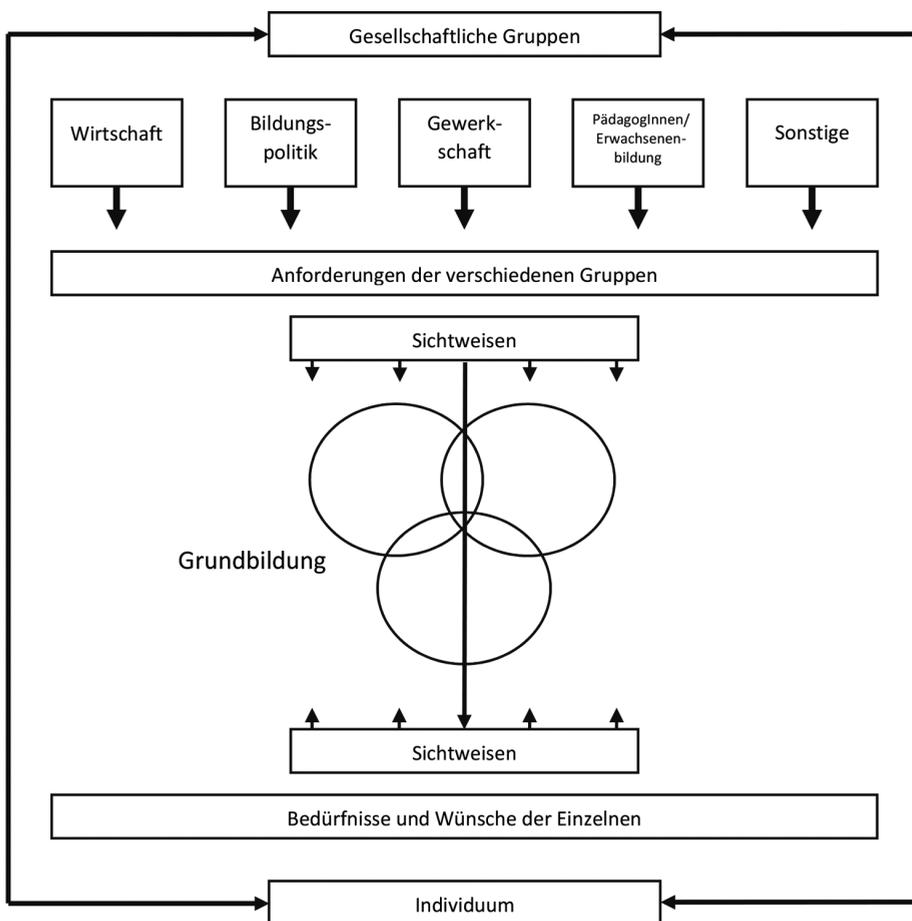 Gesellschaftliche Gruppen
Wirtschaft
Bildungs-
politik
Gewerk-
schaft
PädagogInnen/
Erwachsenen-
bildung
Sonstige
Anforderungen der verschiedenen Gruppen
Sichtweisen
Grundbildung
Sichtweisen
Bedürfnisse und Wünsche der Einzelnen
Individuum